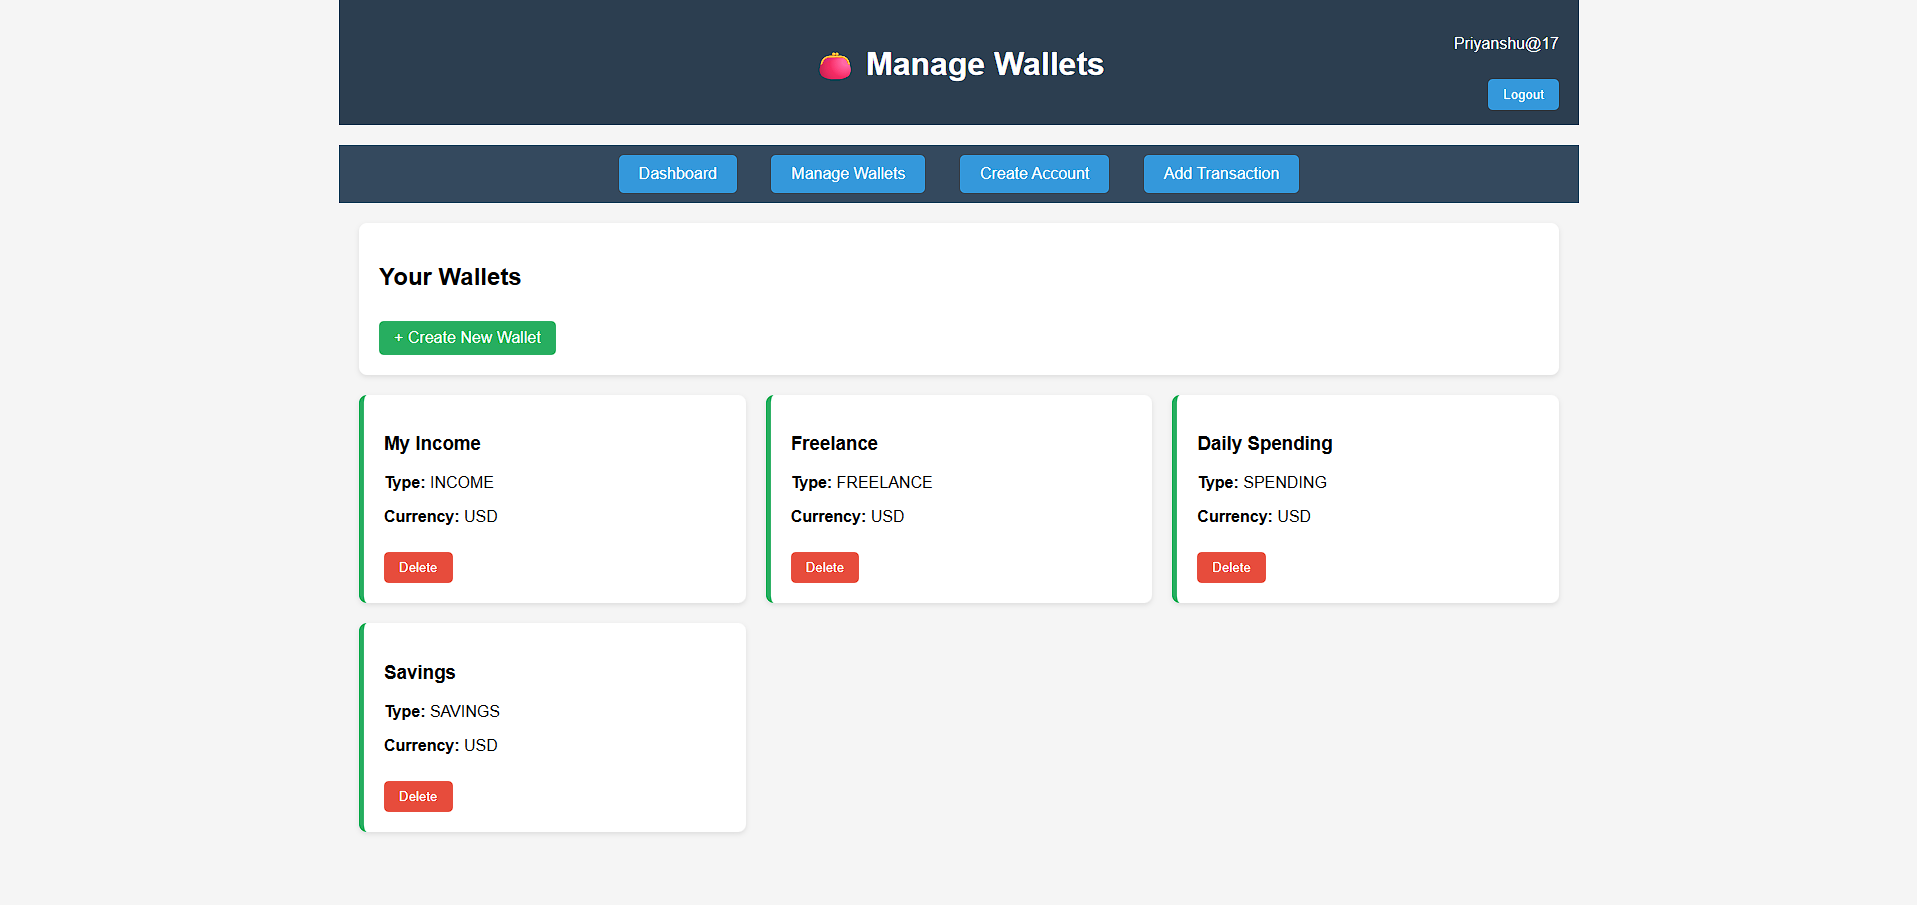 Manage Wallets
Priyanshu@17
Logout
Dashboard
Manage Wallets
Create Account
Add Transaction
Your Wallets
+ Create New Wallet
My Income
Type: INCOME
Currency: USD
Delete
Freelance
Type: FREELANCE
Currency: USD
Delete
Daily Spending
Type: SPENDING
Currency: USD
Delete
Savings
Type: SAVINGS
Currency: USD
Delete